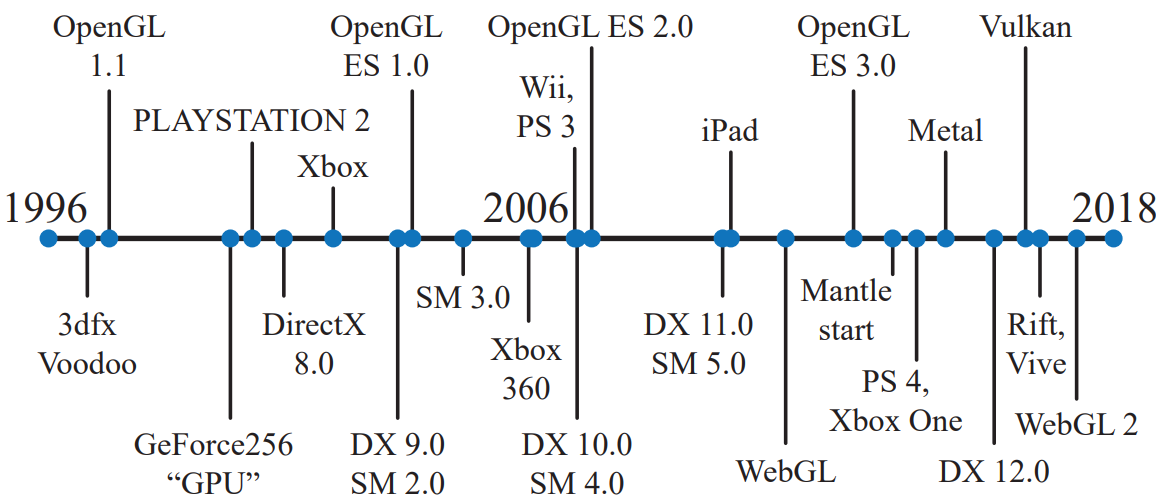 OpenGL
1.1
OpenGL
ES 1.0
OpenGL ES 2.0
OpenGL
ES 3.0
Vulkan
PLAYSTATION 2
Xbox
Wii,
PS 3
iPad
Metal
1996
2006
2018
3dfx
Voodoo
GeForce256
“GPU”
DirectX
8.0
DX 9.0
SM 2.0
SM 3.0
Xbox
360
DX 10.0
SM 4.0
DX 11.0
SM 5.0
WebGL
Mantle
start
PS 4,
Xbox One
DX 12.0
Rift,
Vive
WebGL 2